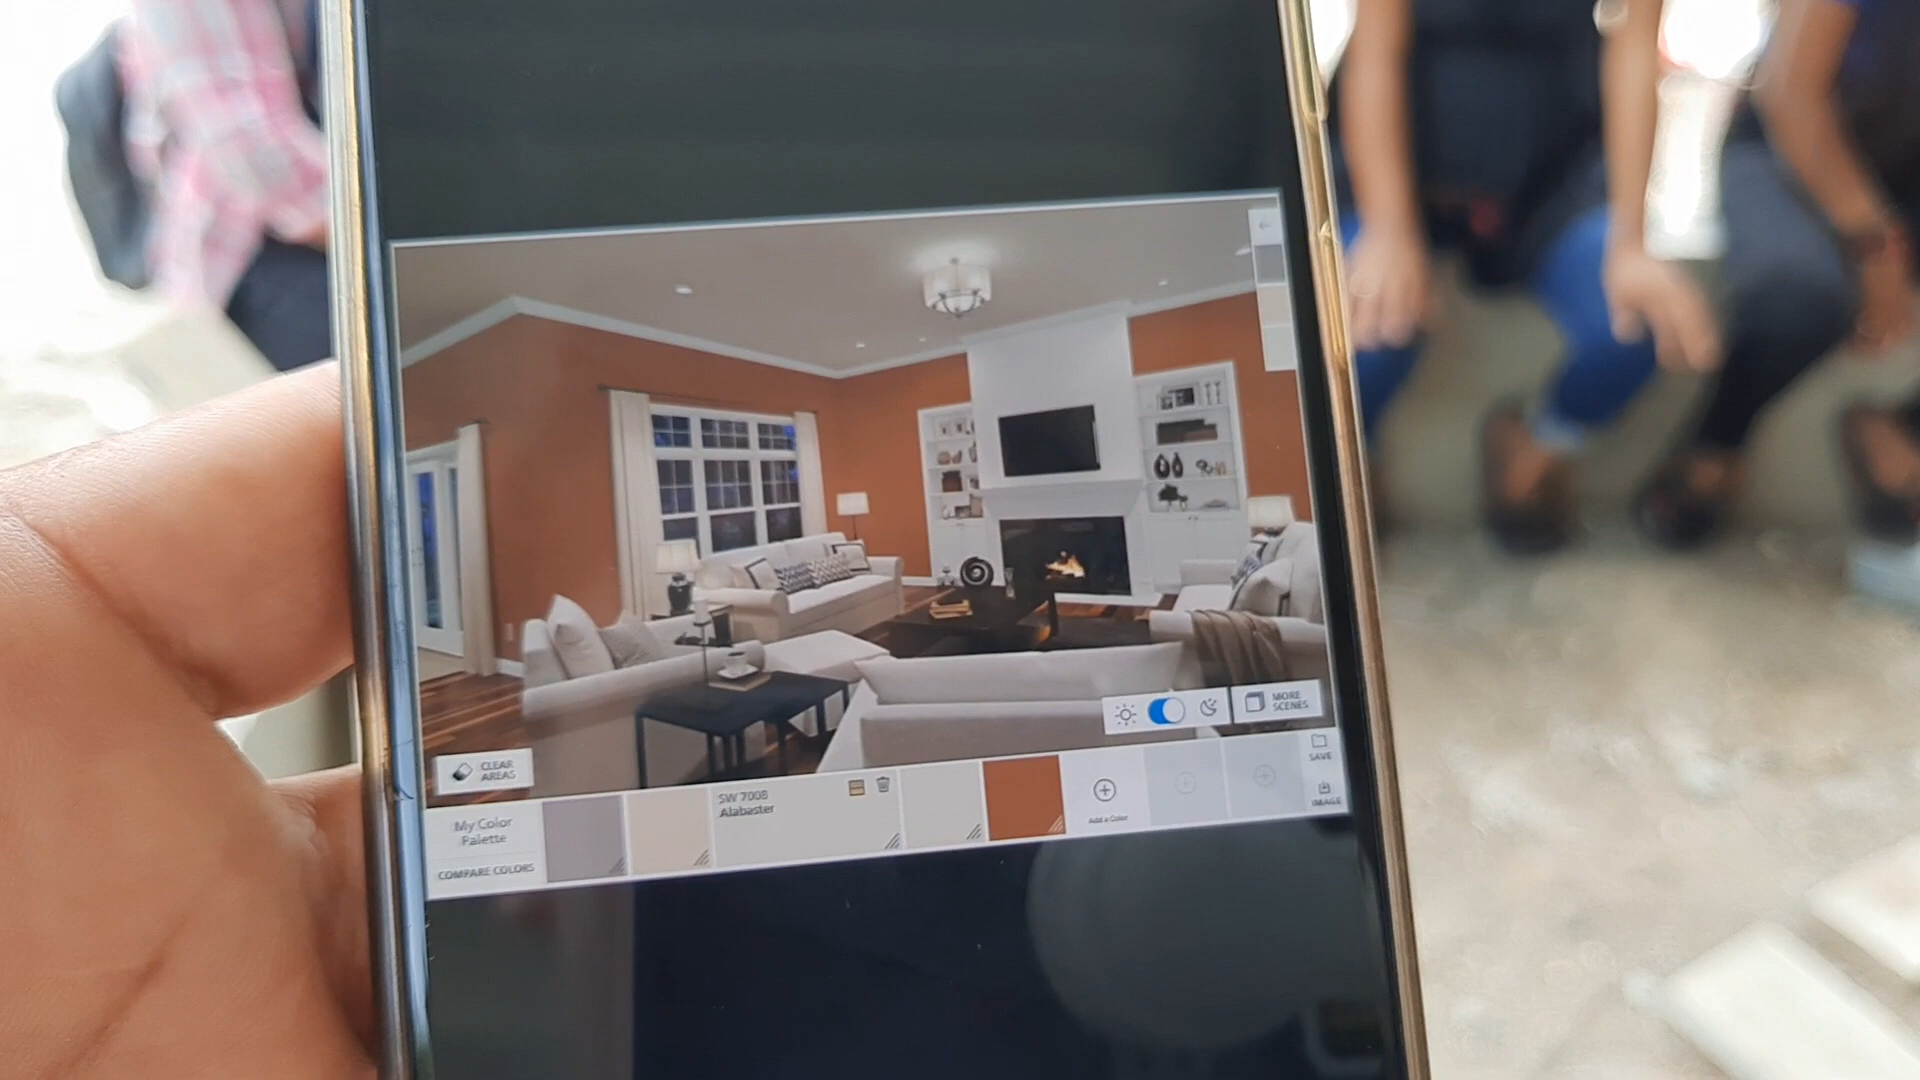 MORE
SCENES
CLEAR
AREAS
SAVE
My Color
Palette
SW 7008
Alabaster
Add a Color
IMAGE
COMPARE COLORS